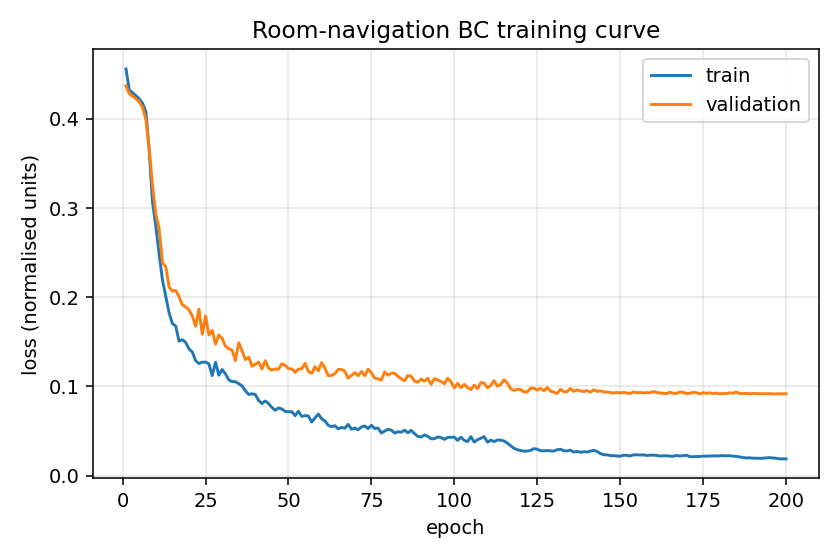 Room-navigation BC training curve
train
validation
loss (normalised units)
0.4
0.3
0.2
0.1
0.0
0 25 50 75 100 125 150 175 200
epoch